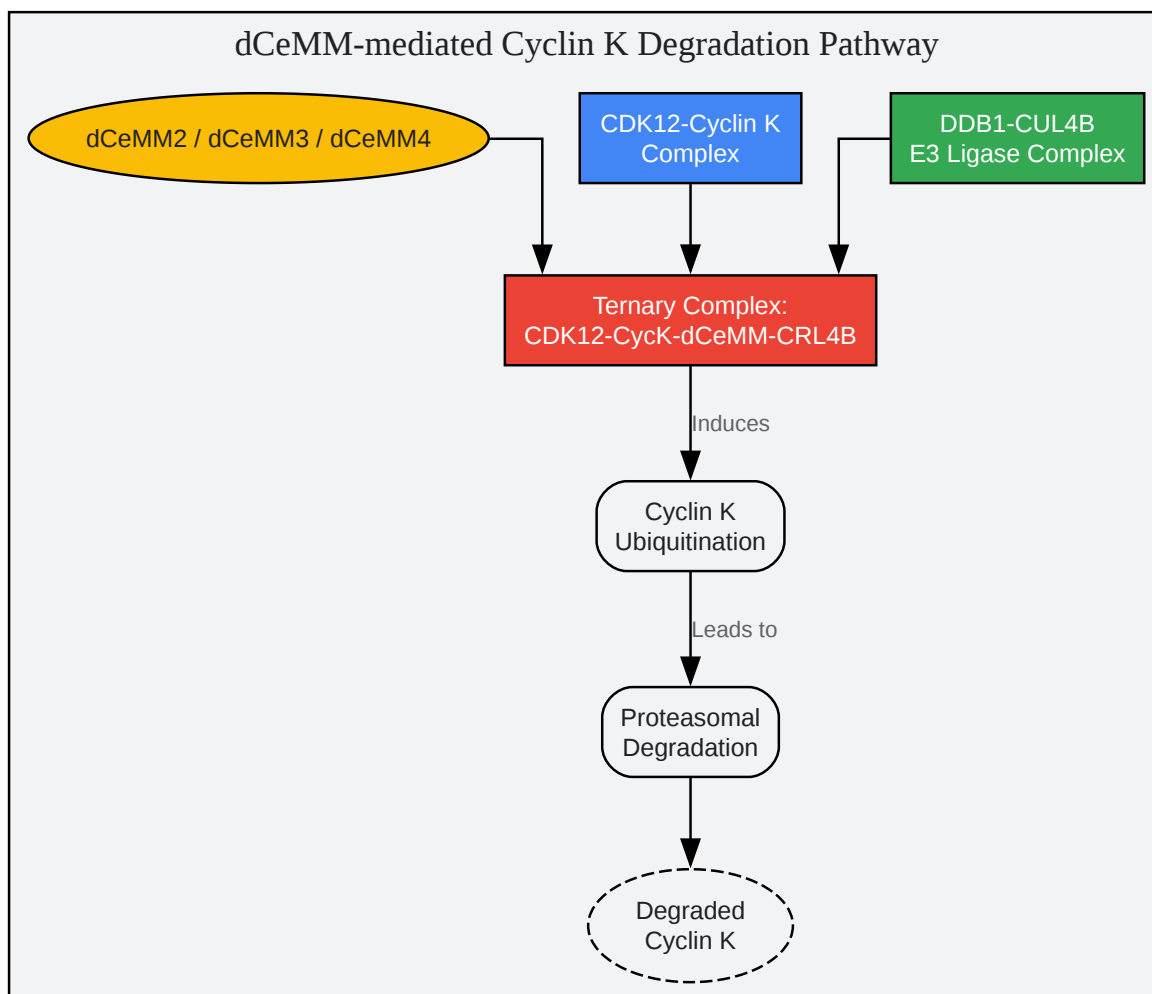 dCeMM-mediated Cyclin K Degradation Pathway
dCeMM2 / dCeMM3 / dCeMM4
CDK12-Cyclin K
Complex
DDB1-CUL4B
E3 Ligase Complex
Ternary Complex:
CDK12-CycK-dCeMM-CRL4B
Induces
Cyclin K
Ubiquitination
Leads to
Proteasomal
Degradation
Degraded
Cyclin K